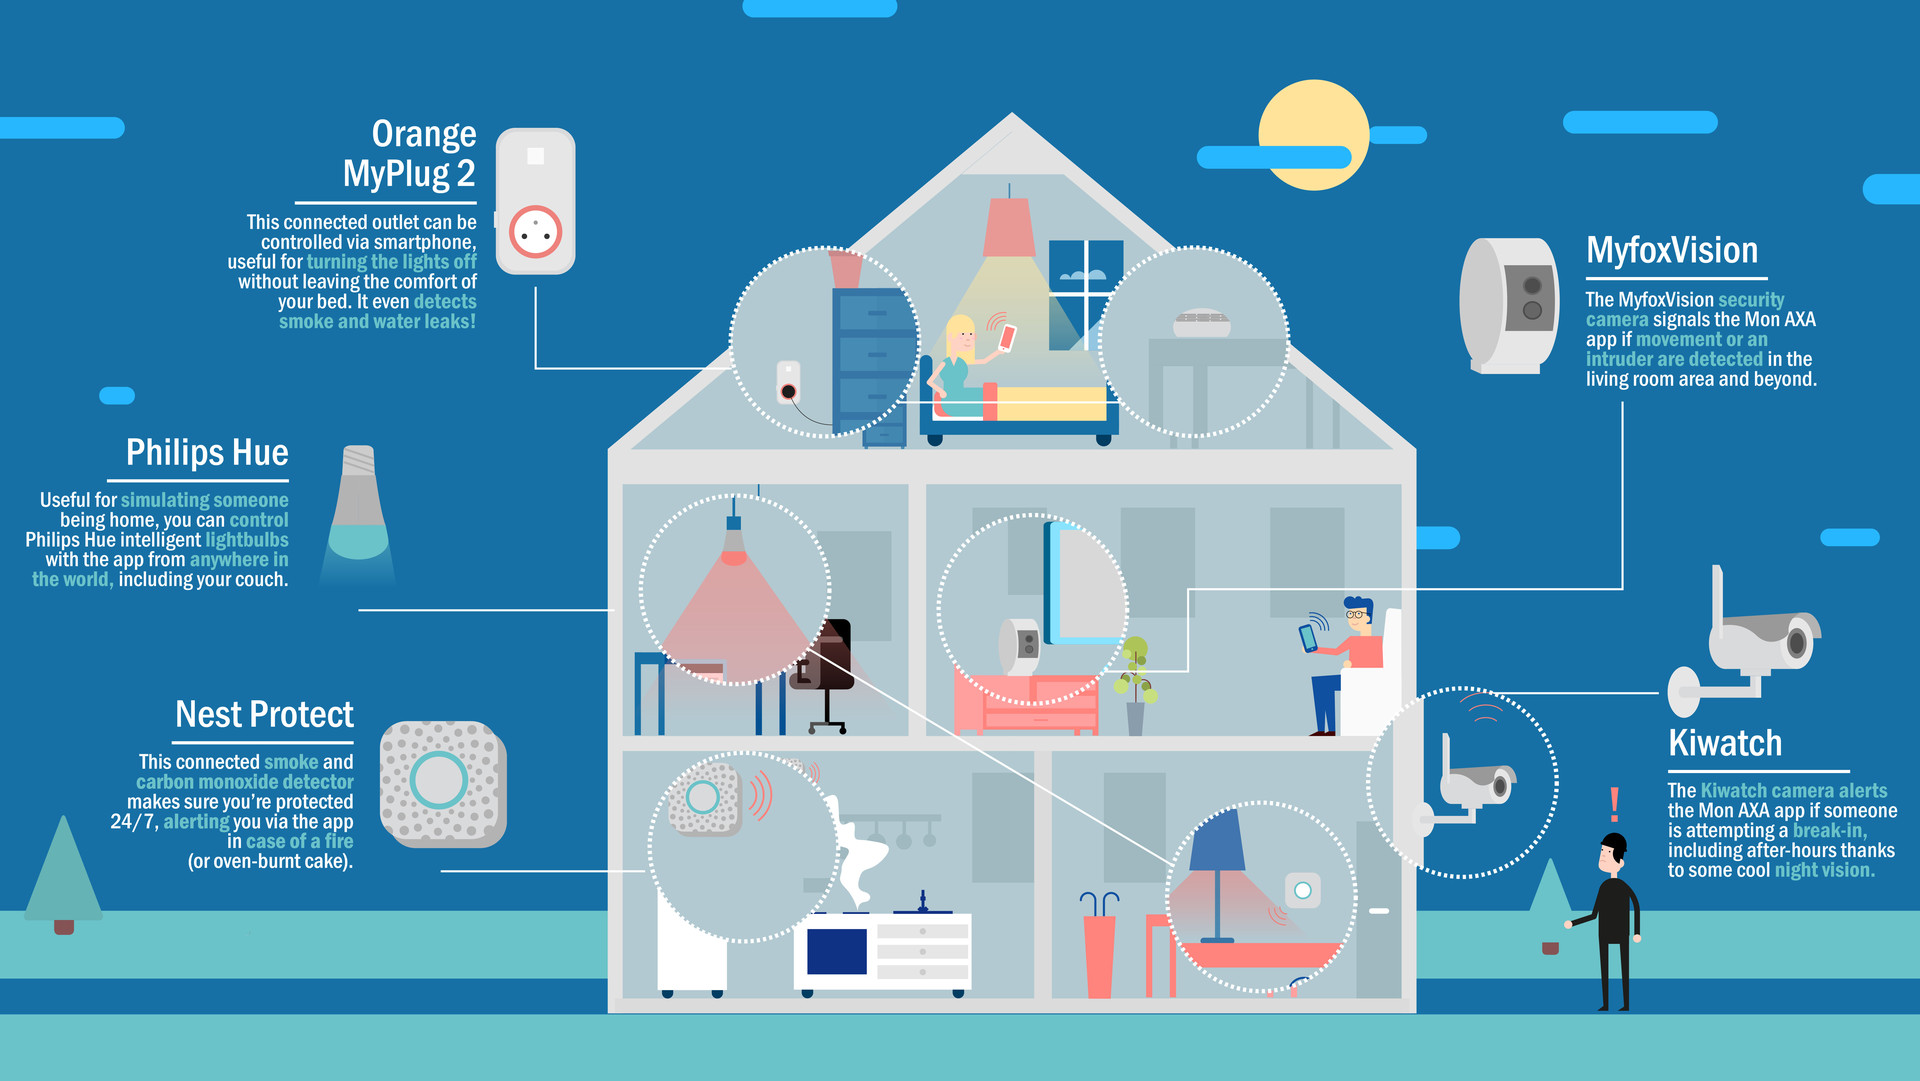 Orange
MyPlug 2
This connected outlet can be
controlled via smartphone,
useful for turning the lights off
without leaving the comfort of
your bed. It even detects
smoke and water leaks!
Philips Hue
Useful for simulating someone
being home, you can control
Philips Hue intelligent lightbulbs
with the app from anywhere in
the world, including your couch.
Nest Protect
This connected smoke and
carbon monoxide detector
makes sure you're protected
24/7, alerting you via the app
in case of a fire
(or oven-burnt cake).
MyfoxVision
The MyfoxVision security
camera signals the Mon AXA
app if movement or an
intruder are detected in the
living room area and beyond.
Kiwatch
The Kiwatch camera alerts
the Mon AXA app if someone
is attempting a break-in,
including after-hours thanks
to some cool night vision.
!